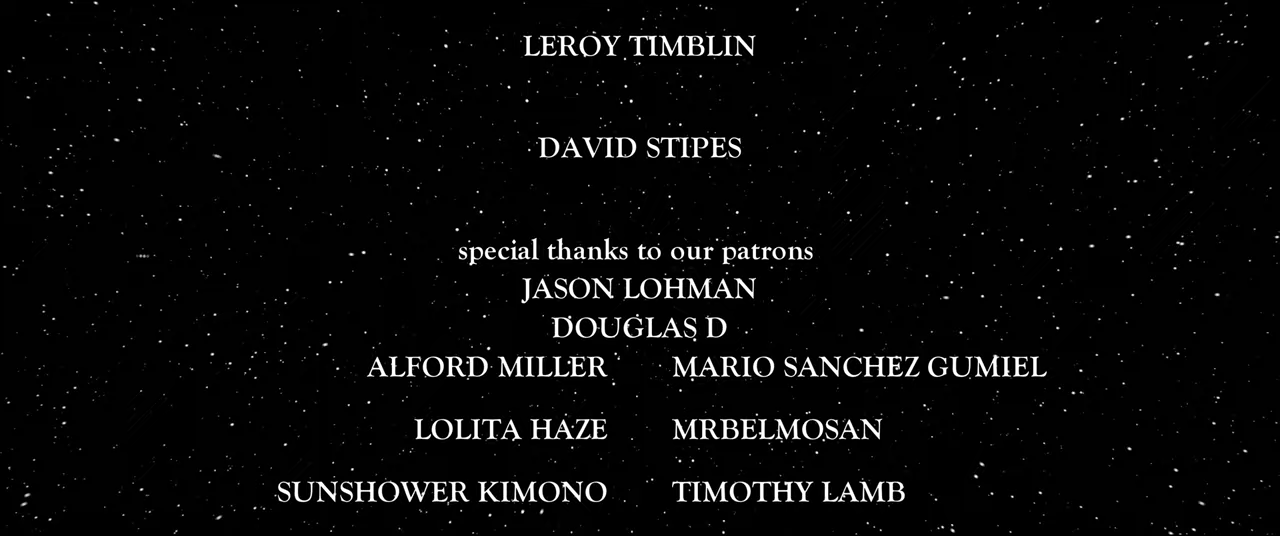 LEROY TIMBLIN
DAVID STIPES
special thanks to our patrons
JASON LOHMAN
DOUGLAS D
ALFORD MILLER MARIO SANCHEZ GUMIEL
LOLITA HAZE MRBELMOSAN
SUNSHOWER KIMONO TIMOTHY LAMB